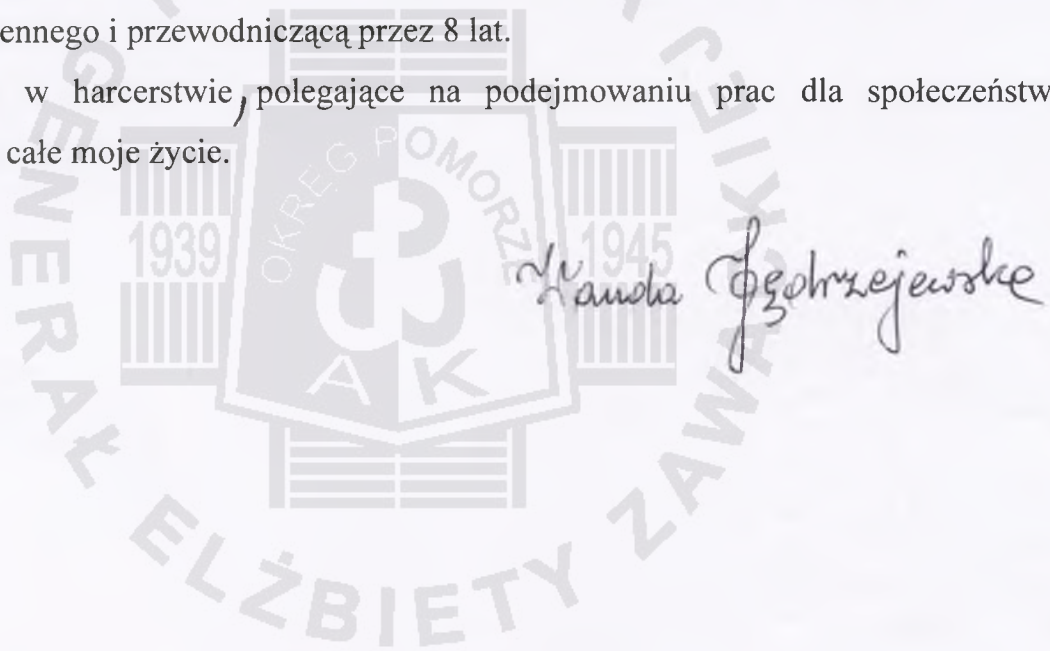 ennego i przewodniczącą przez 8 lat.
w harcerstwie, polegające na podejmowaniu prac dla społeczeństw
całe moje życie.
Wanda Jędrzejewska
GENERAŁ ELŻBIETY ZAWACKIEJ
OKRĘG POMORZE
1939 1945
AK